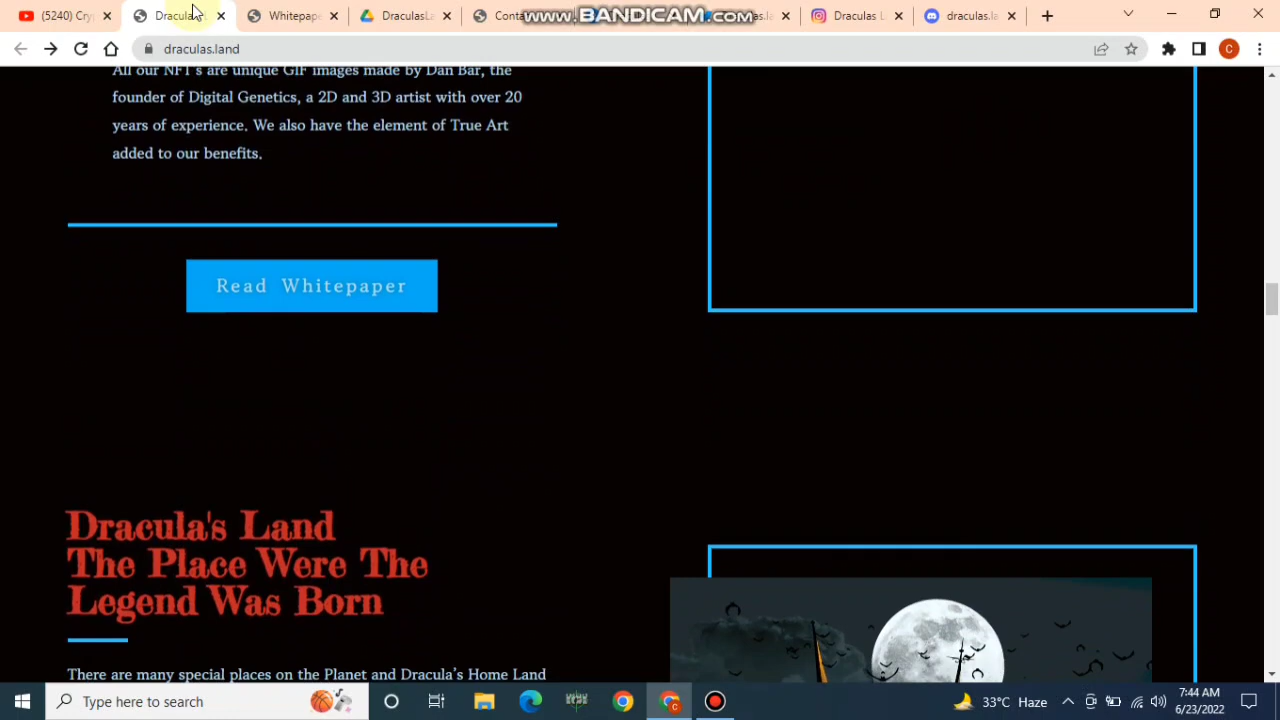 (5240) Cry
Dracula
Whitepape
DraculasLa
Conta
www.BANDICAM.com
s.la
Draculas L
draculas.la
draculas.land
C
All our NFT's are unique GIF images made by Dan Bar, the
founder of Digital Genetics, a 2D and 3D artist with over 20
years of experience. We also have the element of True Art
added to our benefits.
Read Whitepaper
Dracula's Land
The Place Were The
Legend Was Born
There are many special places on the Planet and Dracula's Home Land
Type here to search
33°C Haze
7:44 AM
6/23/2022